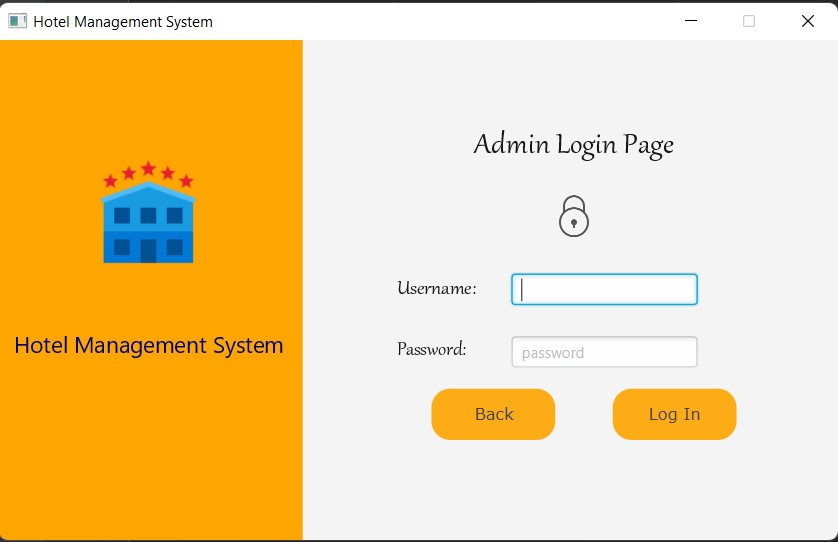 Hotel Management System
Hotel Management System
Admin Login Page
Username:
Password:
password
Back
Log In